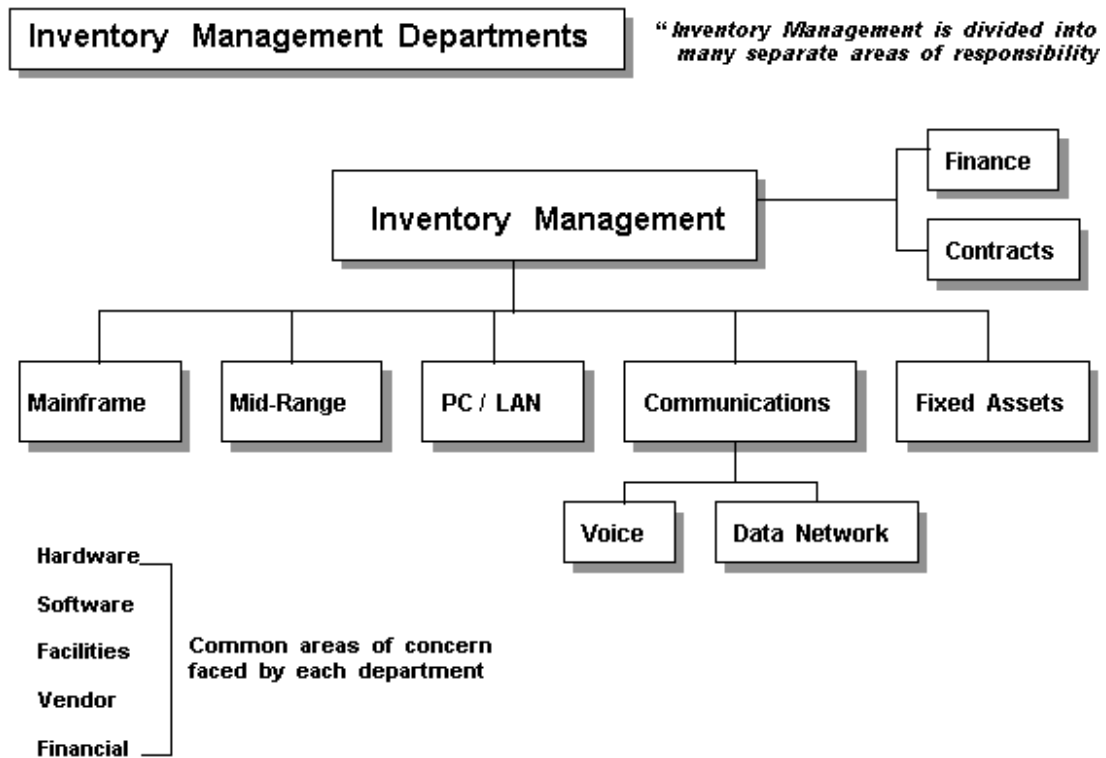 Inventory Management Departments
“Inventory Management is divided into
many separate areas of responsibility
Finance
Inventory Management
Contracts
Mainframe
Mid-Range
PC / LAN
Communications
Fixed Assets
Voice
Data Network
Hardware
Software
Facilities
Vendor
Financial
Common areas of concern
faced by each department